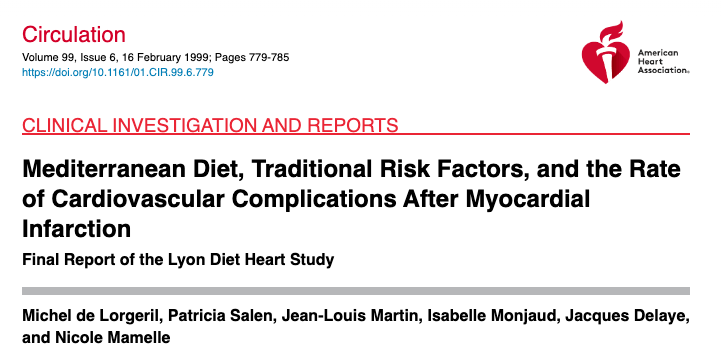 Circulation
Volume 99, Issue 6, 16 February 1999; Pages 779-785
https://doi.org/10.1161/01.CIR.99.6.779
American
Heart
Association®
CLINICAL INVESTIGATION AND REPORTS
Mediterranean Diet, Traditional Risk Factors, and the Rate
of Cardiovascular Complications After Myocardial
Infarction
Final Report of the Lyon Diet Heart Study
Michel de Lorgeril, Patricia Salen, Jean-Louis Martin, Isabelle Monjaud, Jacques Delaye,
and Nicole Mamelle